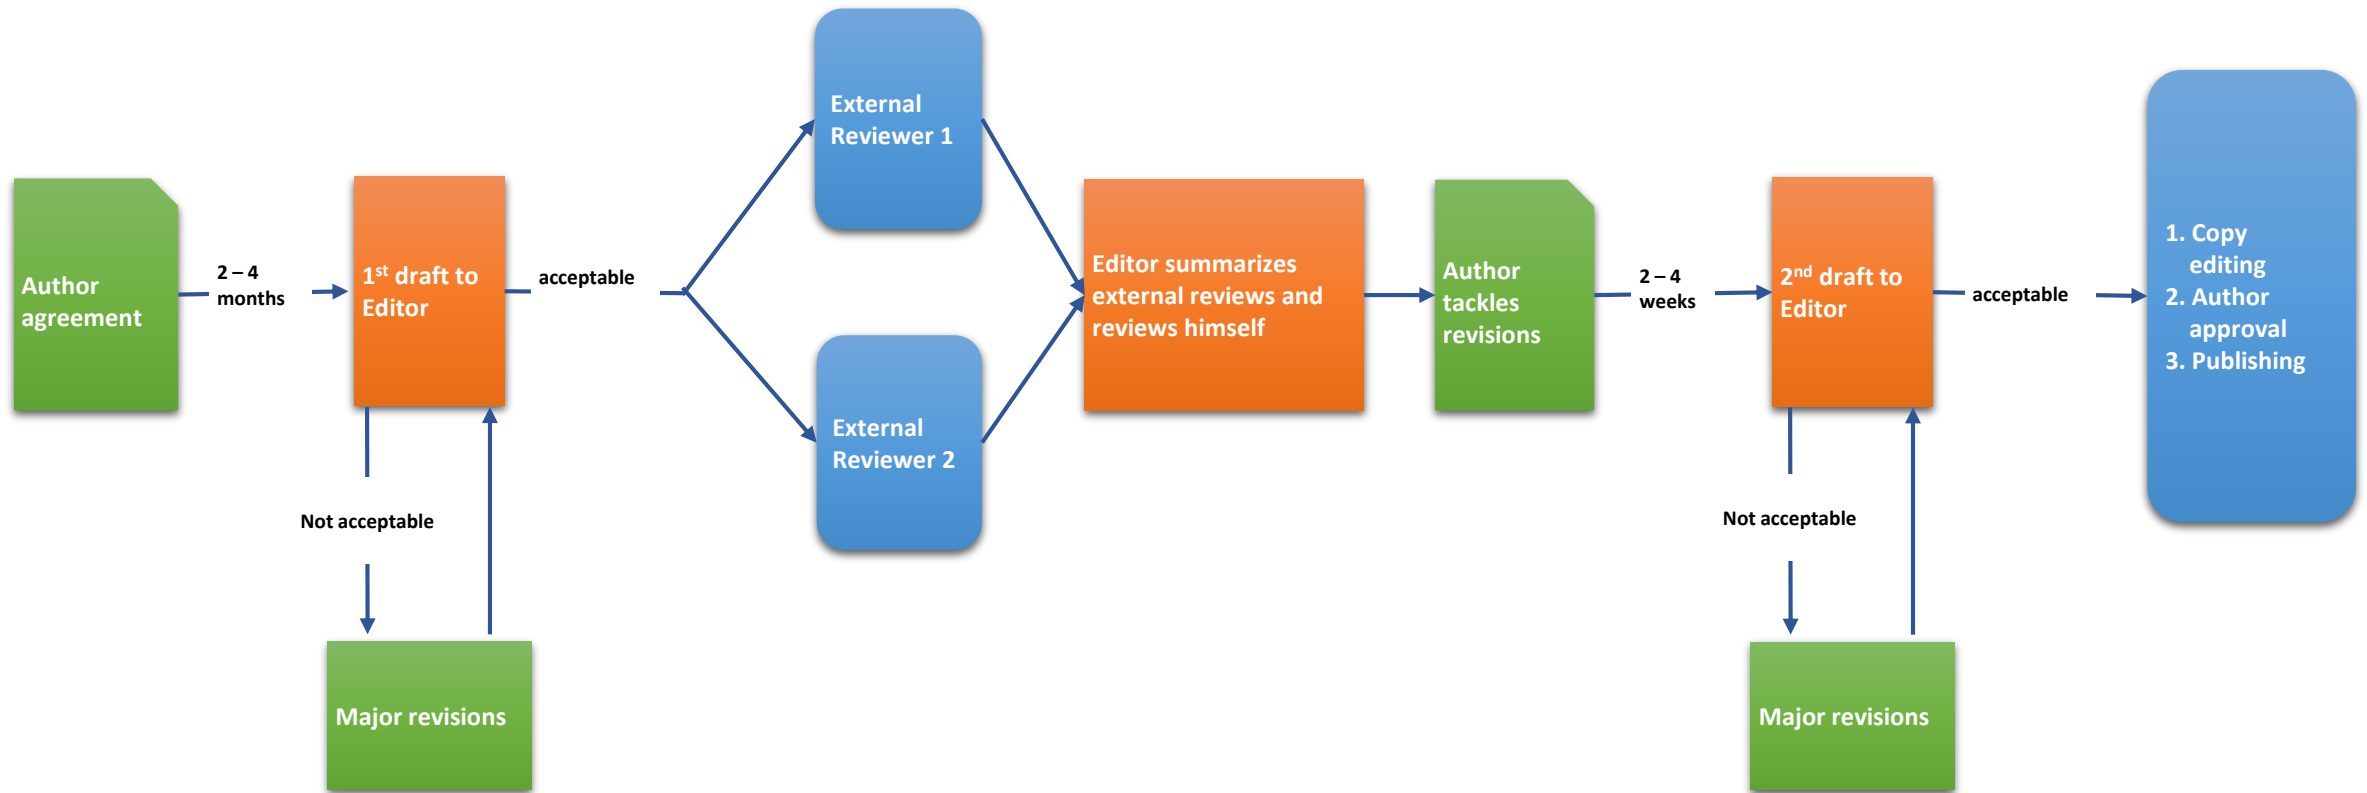 Author
agreement
2 – 4
months
1st draft to
Editor
Not acceptable
Major revisions
acceptable
External
Reviewer 1
External
Reviewer 2
Editor summarizes
external reviews and
reviews himself
Author
tackles
revisions
2 – 4
weeks
2nd draft to
Editor
Not acceptable
Major revisions
acceptable
1. Copy
editing
2. Author
approval
3. Publishing